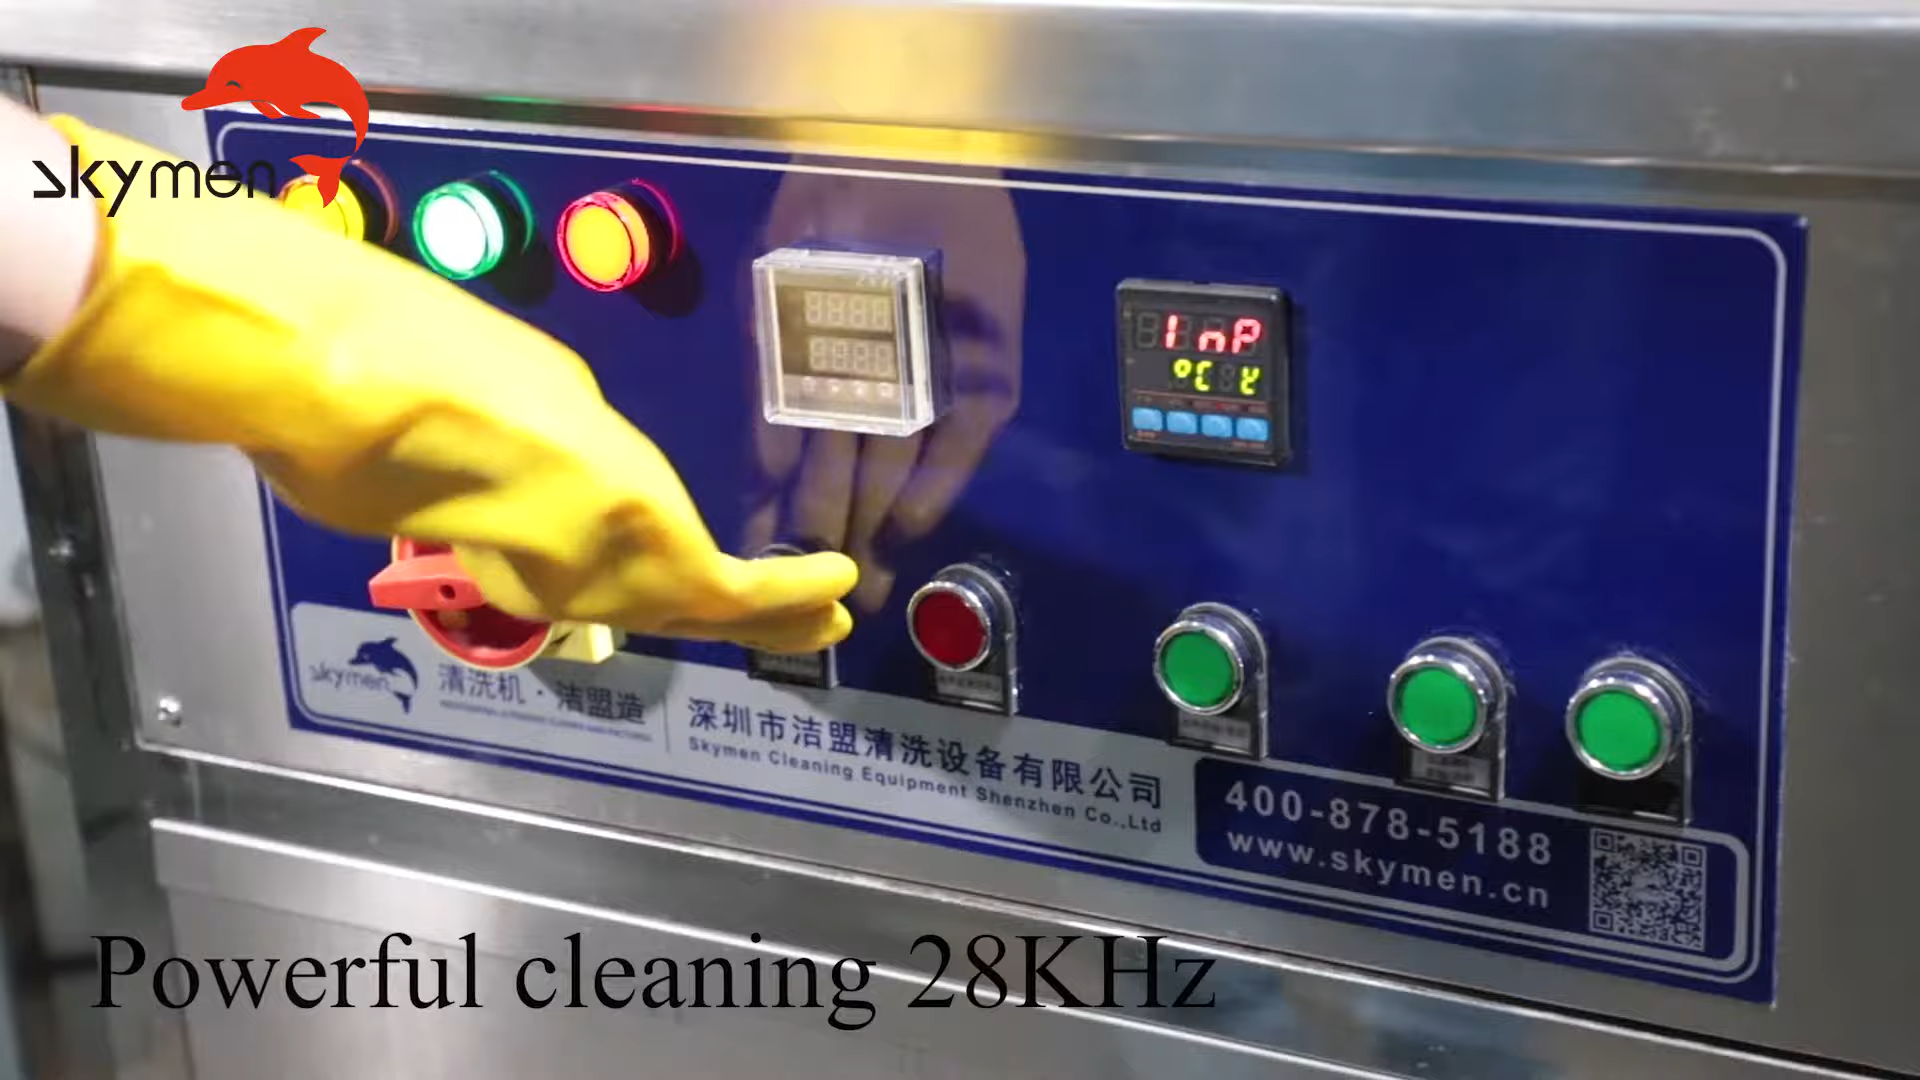 skymen
InP
°C Y
skymen
清洗机·洁盟造
深圳市洁盟清洗设备有限公司
Skymen Cleaning Equipment Shenzhen Co.,Ltd
400-878-5188
www.skymen.cn
Powerful cleaning 28KHz